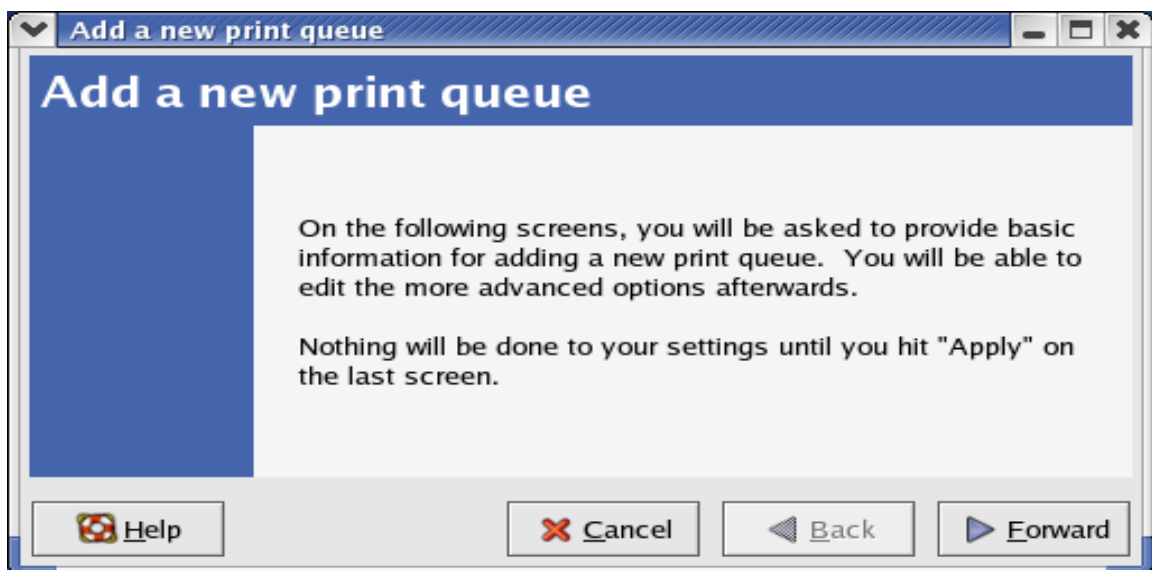 Add a new print queue
Add a new print queue
On the following screens, you will be asked to provide basic
information for adding a new print queue.  You will be able to
edit the more advanced options afterwards.
Nothing will be done to your settings until you hit "Apply" on
the last screen.
Help
Cancel
Back
Forward